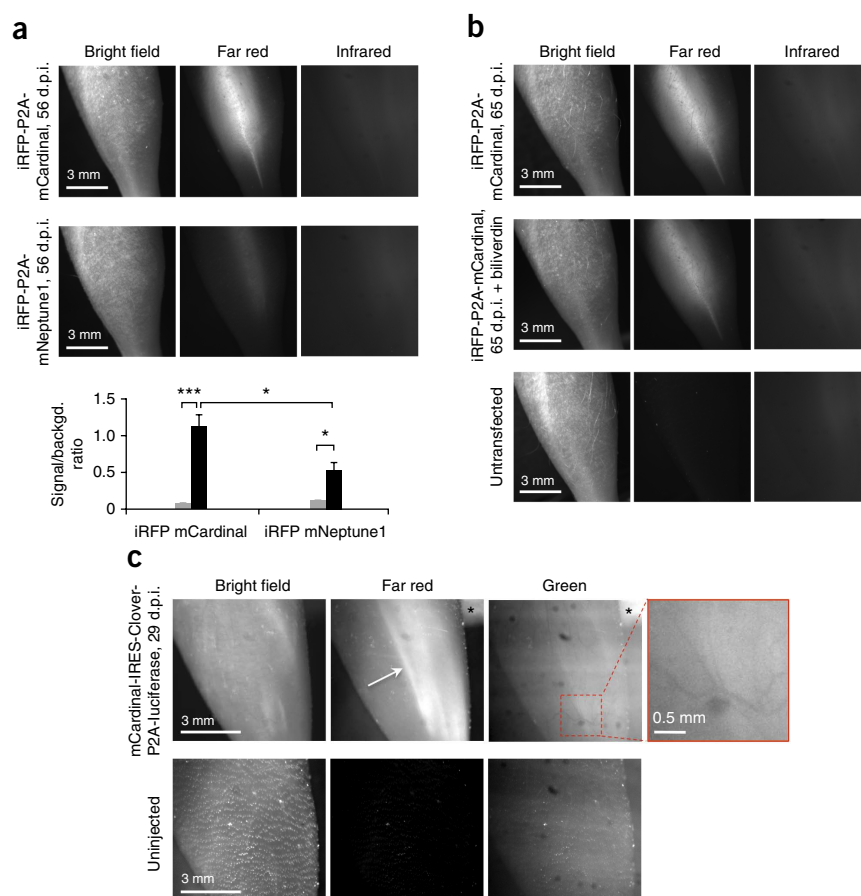 a
Bright field Far red Infrared
iRFP-P2A-
mCardinal, 56 d.p.i.
3 mm
iRFP-P2A-
mNeptune1, 56 d.p.i.
3 mm
Signal/backgd.
ratio
1.5
1.0
0.5
0
***
*
*
iRFP mCardinal iRFP mNeptune1
b
Bright field Far red Infrared
iRFP-P2A-
mCardinal, 65 d.p.i.
3 mm
iRFP-P2A-mCardinal,
65 d.p.i. + biliverdin
3 mm
Untransfected
3 mm
c
Bright field Far red Green
mCardinal-IRES-Clover-
P2A-luciferase, 29 d.p.i.
3 mm
*
*
0.5 mm
Uninjected
3 mm